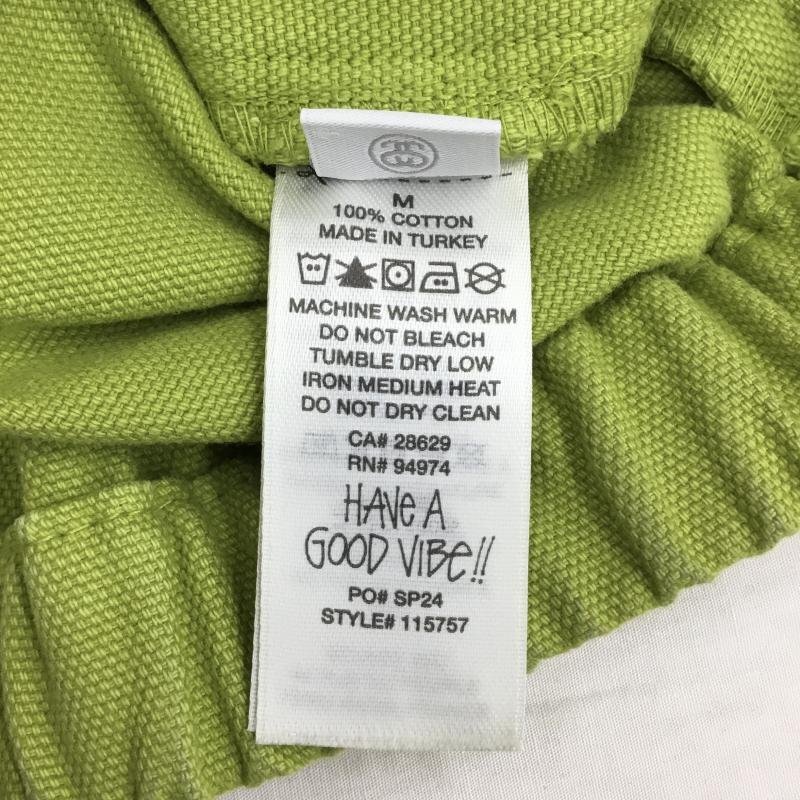 M
100% COTTON
MADE IN TURKEY
MACHINE WASH WARM
DO NOT BLEACH
TUMBLE DRY LOW
IRON MEDIUM HEAT
DO NOT DRY CLEAN
CA# 28629
RN# 94974
HAVe A
GOOD VIBe!!
PO# SP24
STYLE# 115757